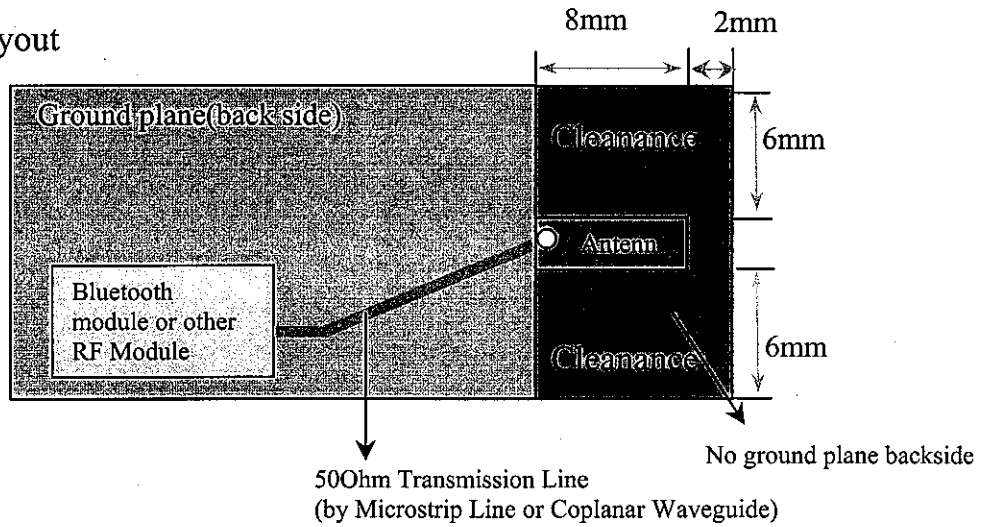 8mm
2mm
yout
Ground plane(back side)
Cleanance
6mm
Antenn
Bluetooth
module or other
RF Module
Cleanance
6mm
No ground plane backside
50Ohm Transmission Line
(by Microstrip Line or Coplanar Waveguide)